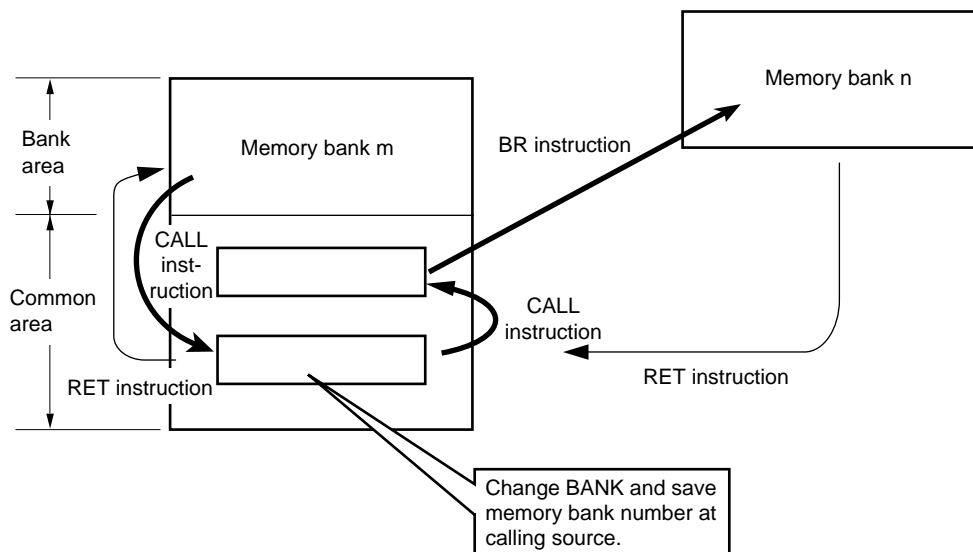 Memory bank n
Bank
area
Memory bank m
BR instruction
CALL
inst-
ruction
Common
area
CALL
instruction
RET instruction
RET instruction
Change BANK and save
memory bank number at
calling source.